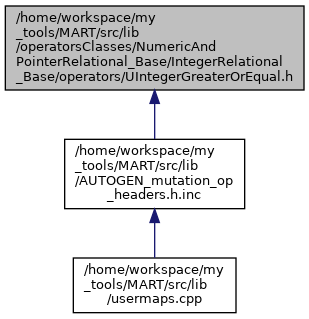 /home/workspace/my
_tools/MART/src/lib
/operatorsClasses/NumericAnd
PointerRelational_Base/IntegerRelational
_Base/operators/UIntegerGreaterOrEqual.h
/home/workspace/my
_tools/MART/src/lib
/AUTOGEN_mutation_op
_headers.h.inc
/home/workspace/my
_tools/MART/src/lib
/usermaps.cpp